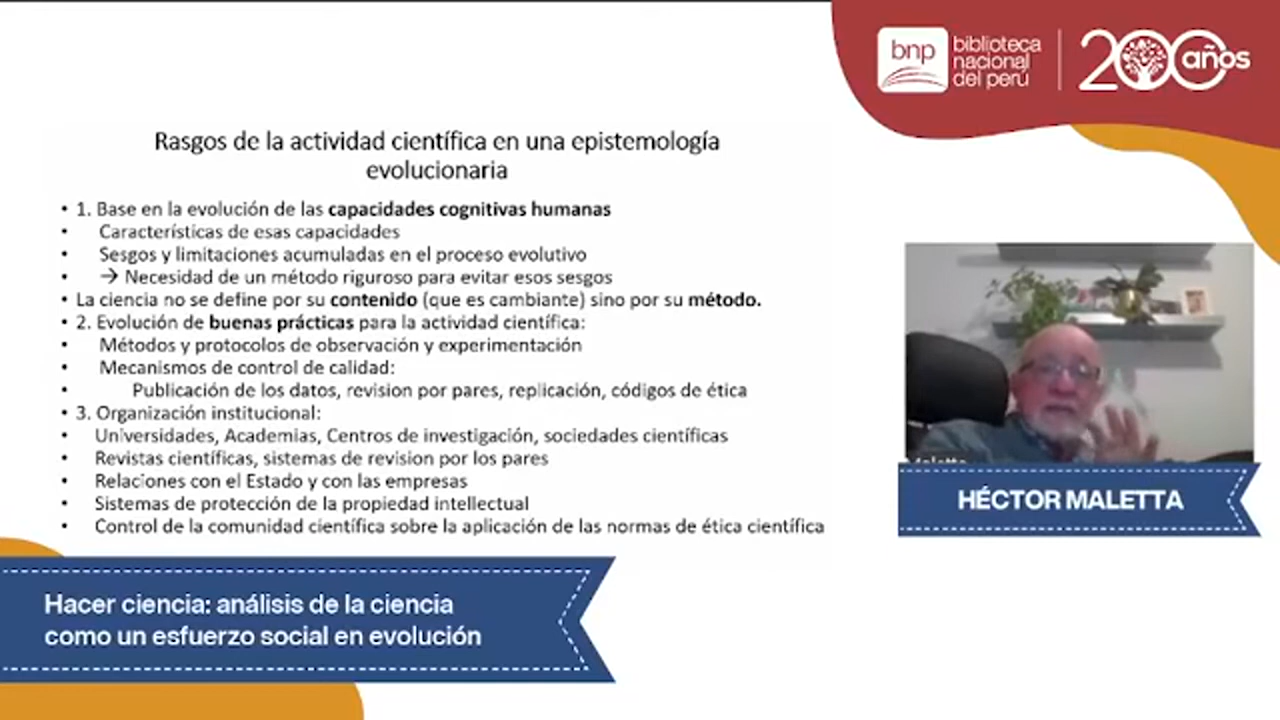 bnp
biblioteca
nacional
del perú
200 años
Rasgos de la actividad científica en una epistemología
evolucionaria
• 1. Base en la evolución de las capacidades cognitivas humanas
• Características de esas capacidades
• Sesgos y limitaciones acumuladas en el proceso evolutivo
• → Necesidad de un método riguroso para evitar esos sesgos
• La ciencia no se define por su contenido (que es cambiante) sino por su método.
• 2. Evolución de buenas prácticas para la actividad científica:
• Métodos y protocolos de observación y experimentación
• Mecanismos de control de calidad:
• Publicación de los datos, revision por pares, replicación, códigos de ética
• 3. Organización institucional:
• Universidades, Academias, Centros de investigación, sociedades científicas
• Revistas científicas, sistemas de revision por los pares
• Relaciones con el Estado y con las empresas
• Sistemas de protección de la propiedad intelectual
• Control de la comunidad científica sobre la aplicación de las normas de ética científica
HÉCTOR MALETTA
Hacer ciencia: análisis de la ciencia
como un esfuerzo social en evolución